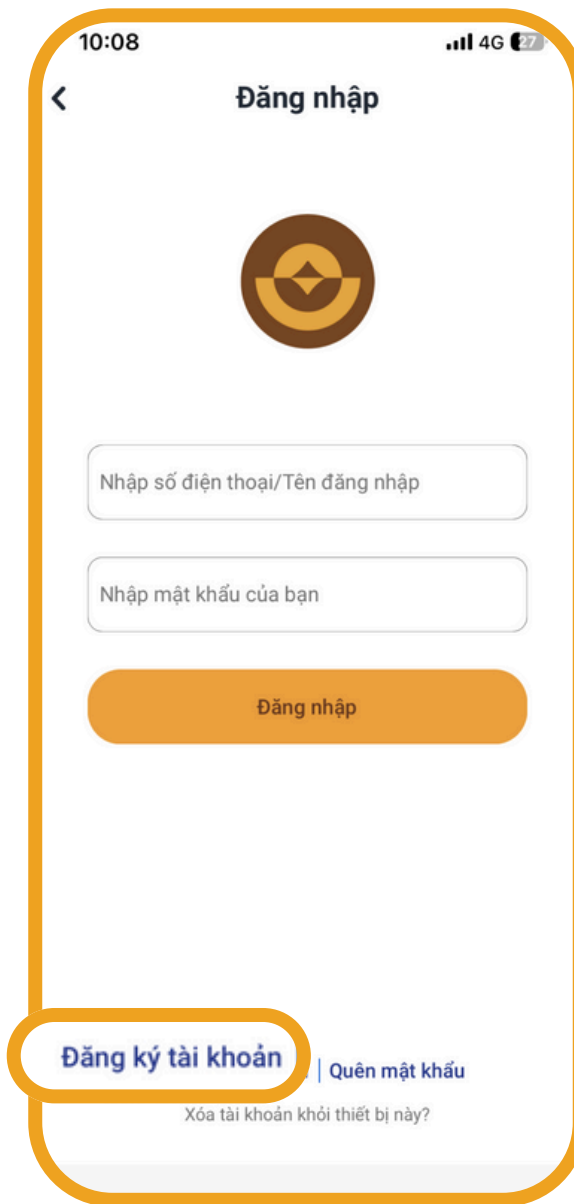 10:08 4G 27
Đăng nhập
Nhập số điện thoại/Tên đăng nhập
Nhập mật khẩu của bạn
Đăng nhập
Đăng ký tài khoản | Quên mật khẩu
Xóa tài khoản khỏi thiết bị này?